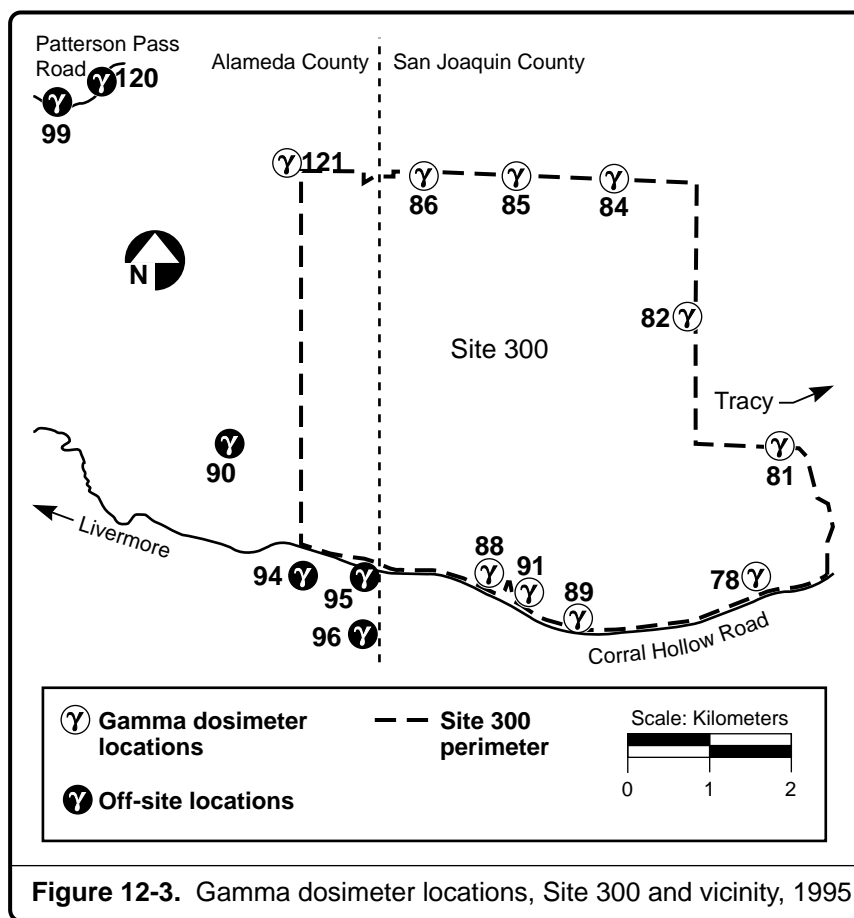 Patterson Pass
Road
Alameda County
San Joaquin County
γ 120
γ
99
γ 121
γ
86
γ
85
γ
84
N
82 γ
Site 300
Tracy
γ
90
γ
81
Livermore
88
γ
91
γ
94 γ
95 γ
89
γ
78 γ
96 γ
Corral Hollow Road
γ Gamma dosimeter
locations
Site 300
perimeter
Scale: Kilometers
0 1 2
γ Off-site locations
Figure 12-3. Gamma dosimeter locations, Site 300 and vicinity, 1995